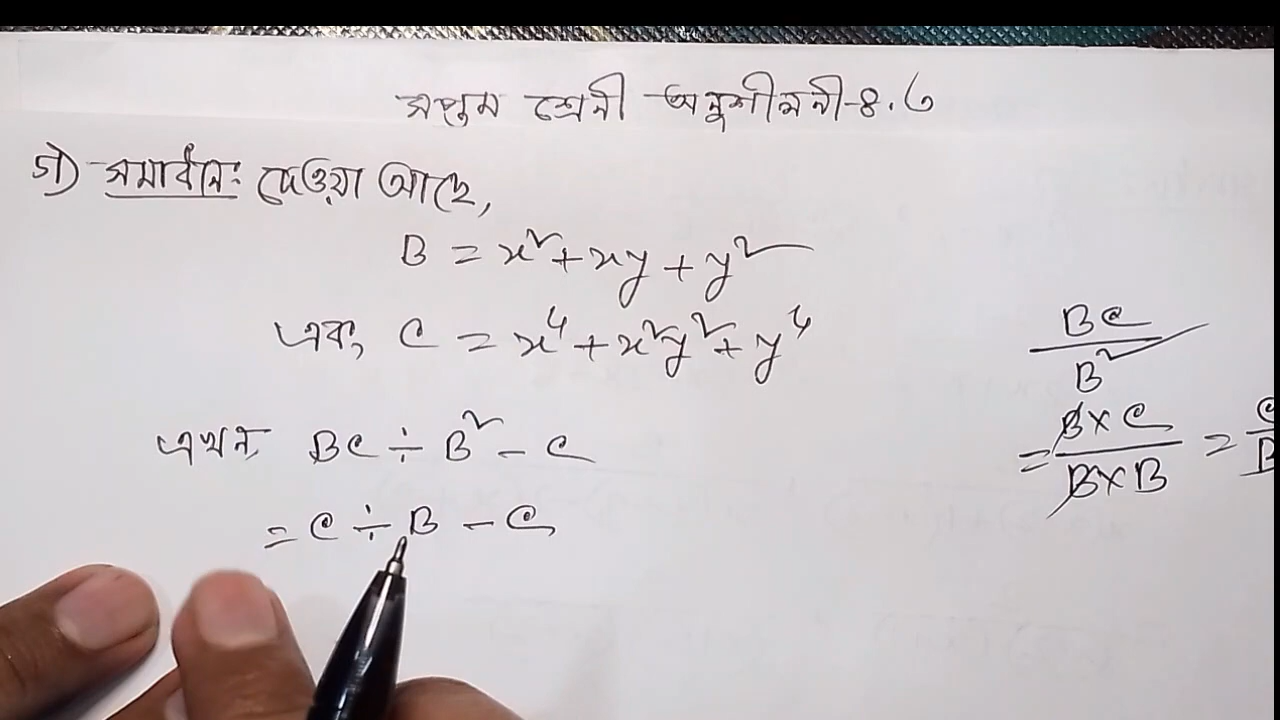 সপ্তম শ্রেনী অনুশীলনী-৪.৩
গ) সমাধান: দেওয়া আছে,
B = x² + xy + y²
এবং, C = x⁴ + x²y² + y⁴
এখন, BC ÷ B² - C
= C ÷ B - C
BC
B²
= B×C = C
B×B B